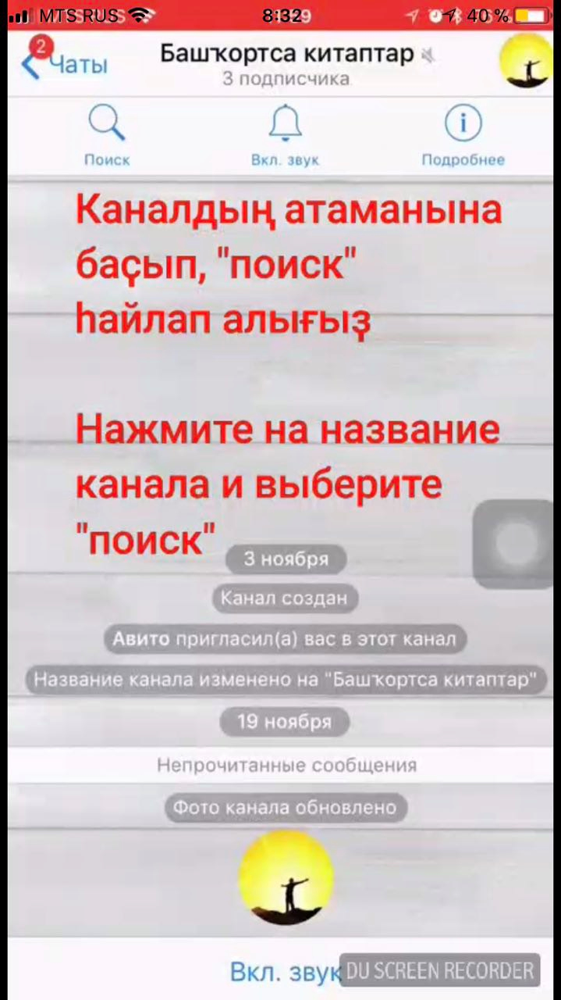 MTS RUS 8:32 40 %
2
Чаты
Башҡортса китаптар
3 подписчика
Поиск
Вкл. звук
Подробнее
Каналдың атаманына
баҫып, "поиск"
һайлап алығыҙ
Нажмите на название
канала и выберите
"поиск"
3 ноября
Канал создан
Авито пригласил(а) вас в этот канал
Название канала изменено на "Башҡортса китаптар"
19 ноября
Непрочитанные сообщения
Фото канала обновлено
Вкл. звук
DU SCREEN RECORDER